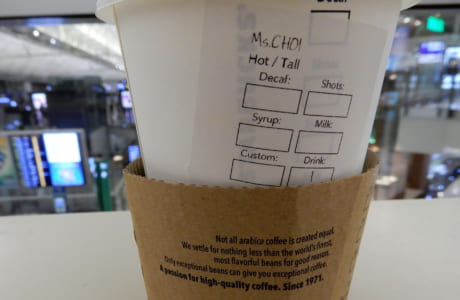 Decaf
Ms.CHOI
Hot / Tall
Decaf: Shots:
Syrup: Milk:
Custom: Drink:
Not all arabica coffee is created equal.
We settle for nothing less than the world's finest,
most flavorful beans for good reason.
Only exceptional beans can give you exceptional coffee.
A passion for high-quality coffee. Since 1971.